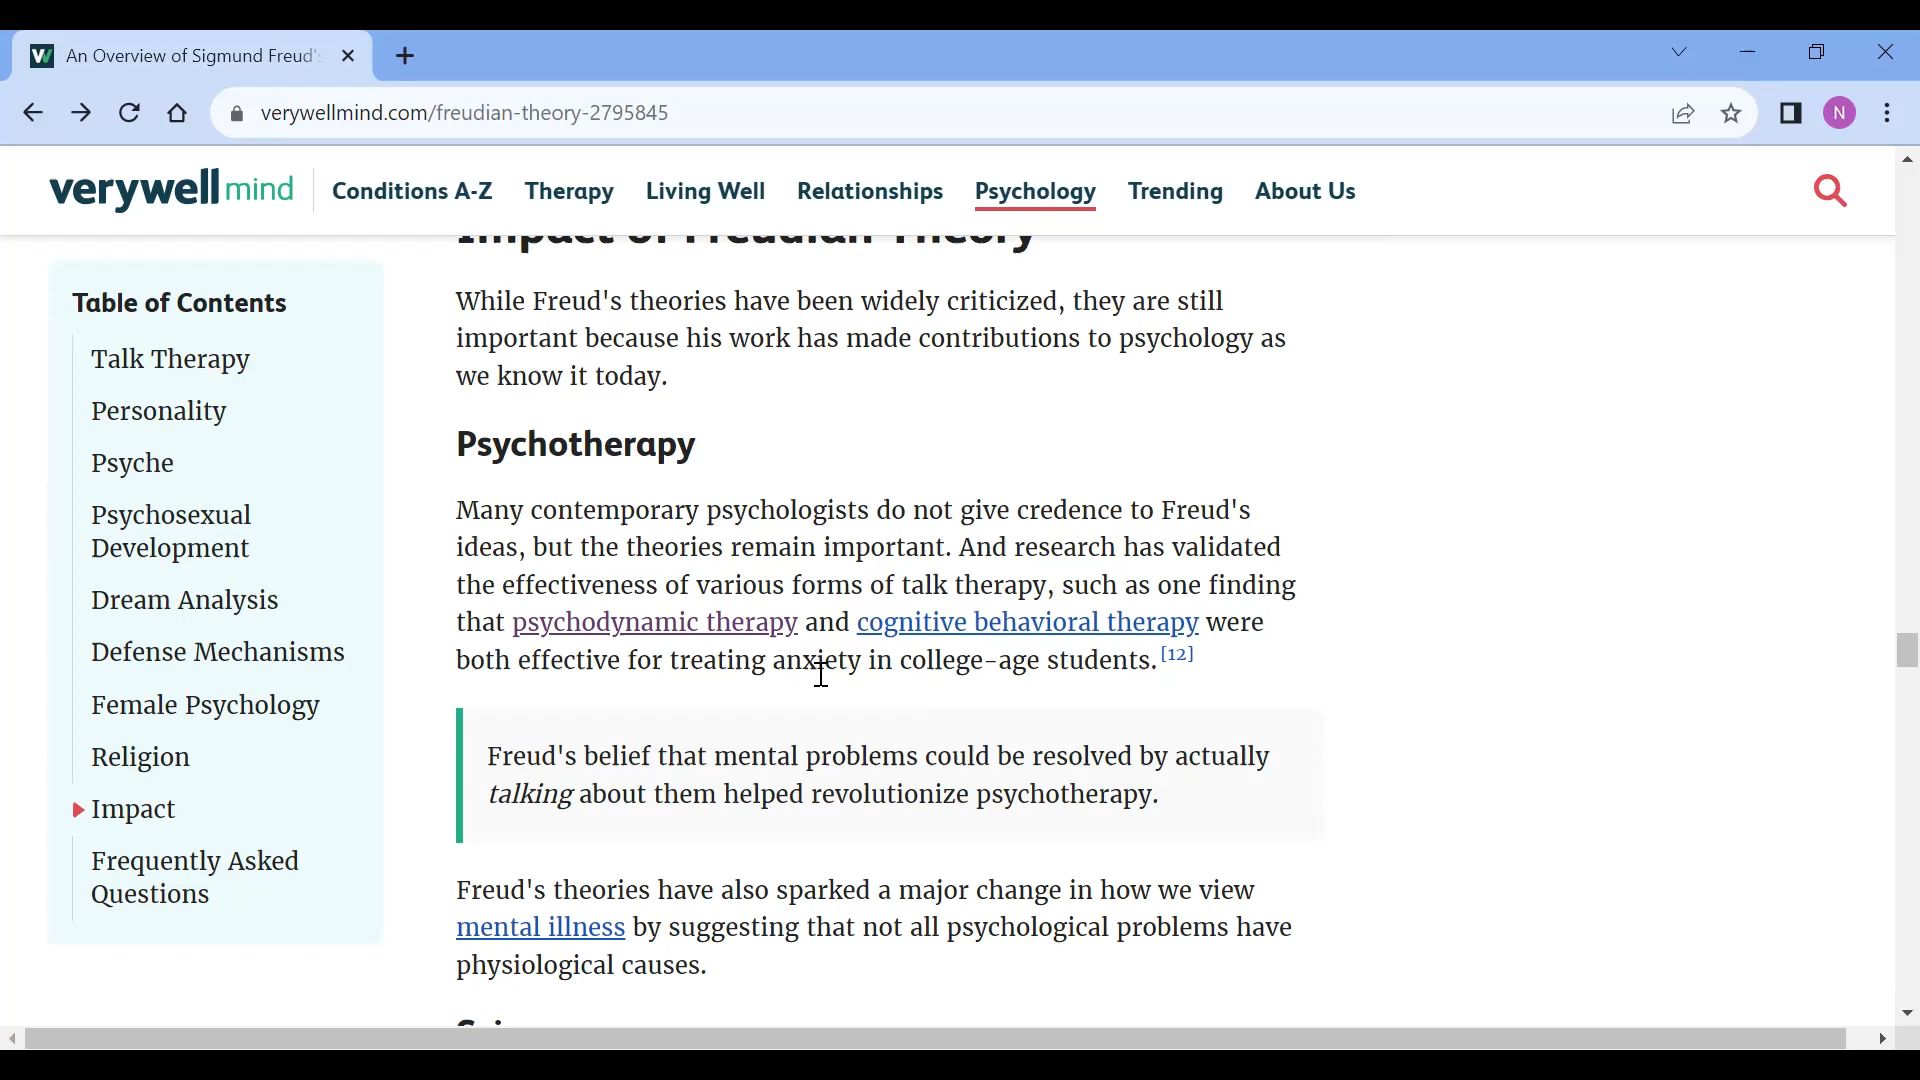 An Overview of Sigmund Freud's
verywellmind.com/freudian-theory-2795845
N
verywell mind
Conditions A-Z
Therapy
Living Well
Relationships
Psychology
Trending
About Us
Impact of Freudian Theory
Table of Contents
Talk Therapy
Personality
Psyche
Psychosexual
Development
Dream Analysis
Defense Mechanisms
Female Psychology
Religion
Impact
Frequently Asked
Questions
While Freud's theories have been widely criticized, they are still
important because his work has made contributions to psychology as
we know it today.
Psychotherapy
Many contemporary psychologists do not give credence to Freud's
ideas, but the theories remain important. And research has validated
the effectiveness of various forms of talk therapy, such as one finding
that psychodynamic therapy and cognitive behavioral therapy were
both effective for treating anxiety in college-age students. [12]
Freud's belief that mental problems could be resolved by actually
talking about them helped revolutionize psychotherapy.
Freud's theories have also sparked a major change in how we view
mental illness by suggesting that not all psychological problems have
physiological causes.